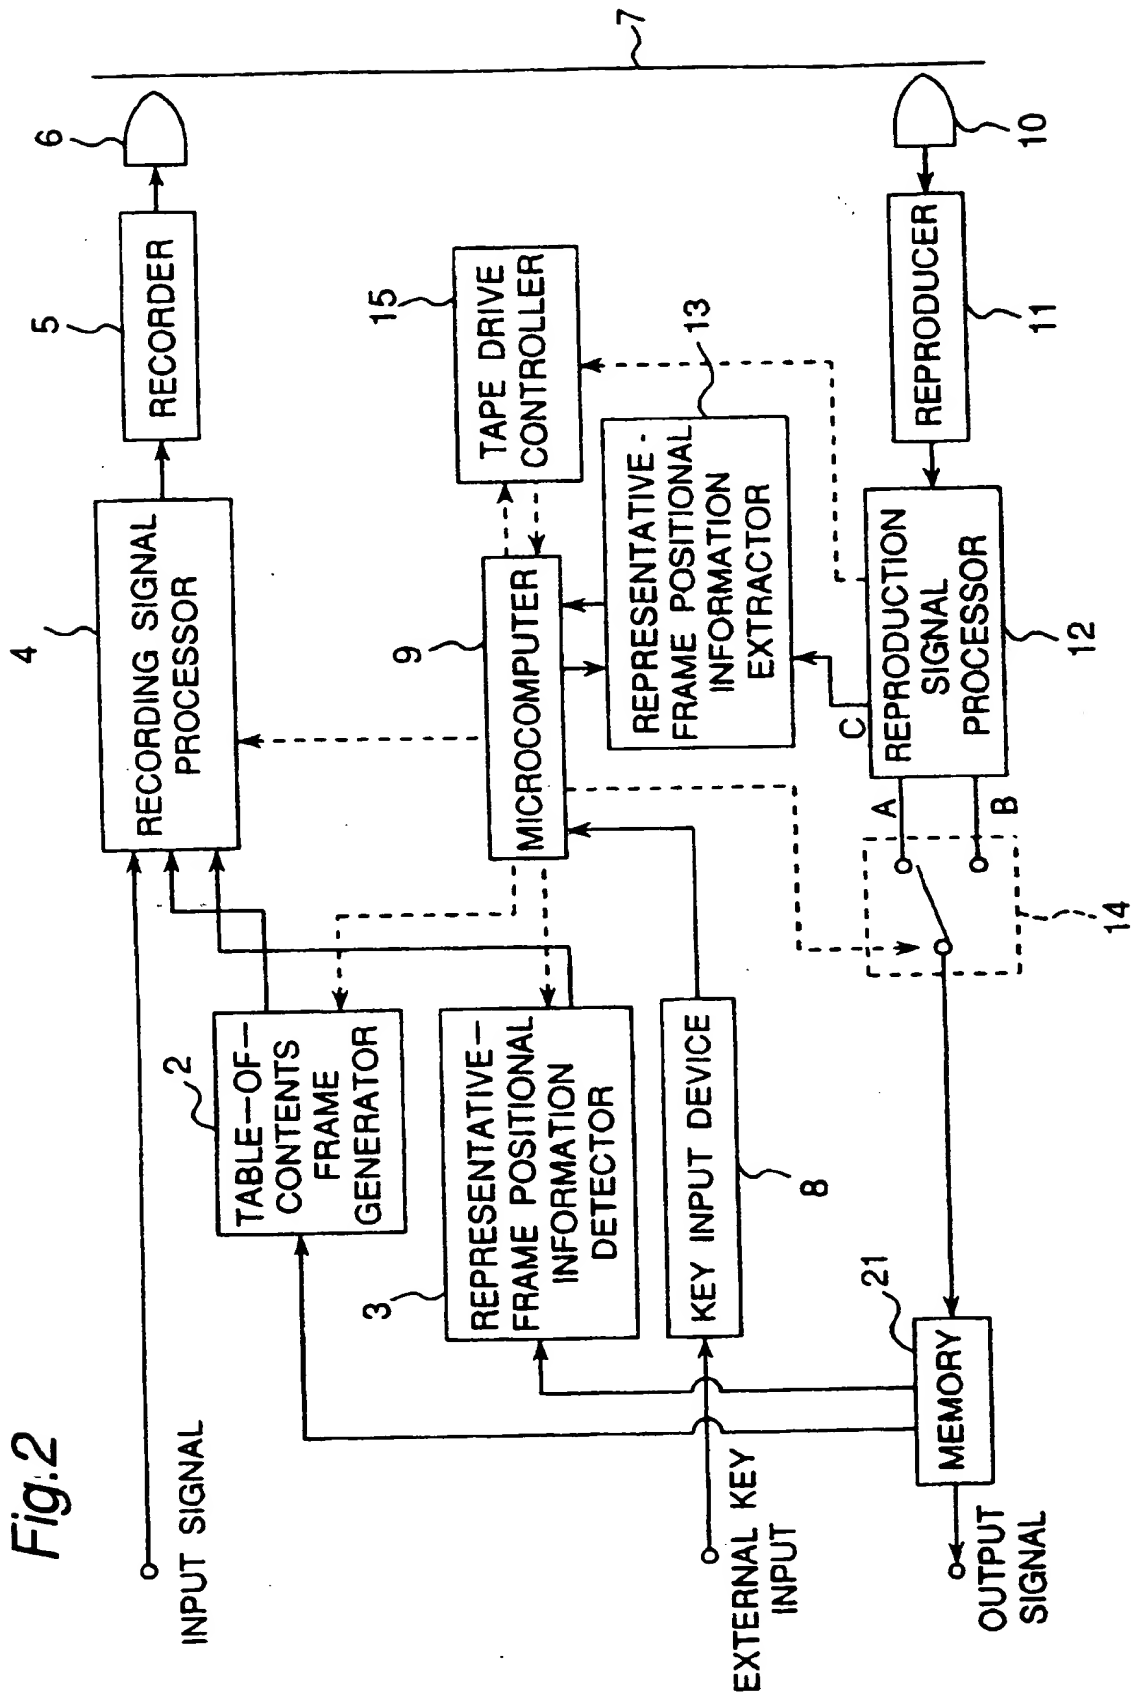 Fig.2
INPUT SIGNAL
4
RECORDING SIGNAL
PROCESSOR
5
RECORDER
6
7
2
TABLE-OF-
CONTENTS
FRAME
GENERATOR
3
REPRESENTATIVE-
FRAME POSITIONAL
INFORMATION
DETECTOR
9
MICROCOMPUTER
15
TAPE DRIVE
CONTROLLER
13
REPRESENTATIVE-
FRAME POSITIONAL
INFORMATION
EXTRACTOR
KEY INPUT DEVICE
8
EXTERNAL KEY
INPUT
21
MEMORY
OUTPUT
SIGNAL
14
A
B
C
REPRODUCTION
SIGNAL
PROCESSOR
12
REPRODUCER
11
10